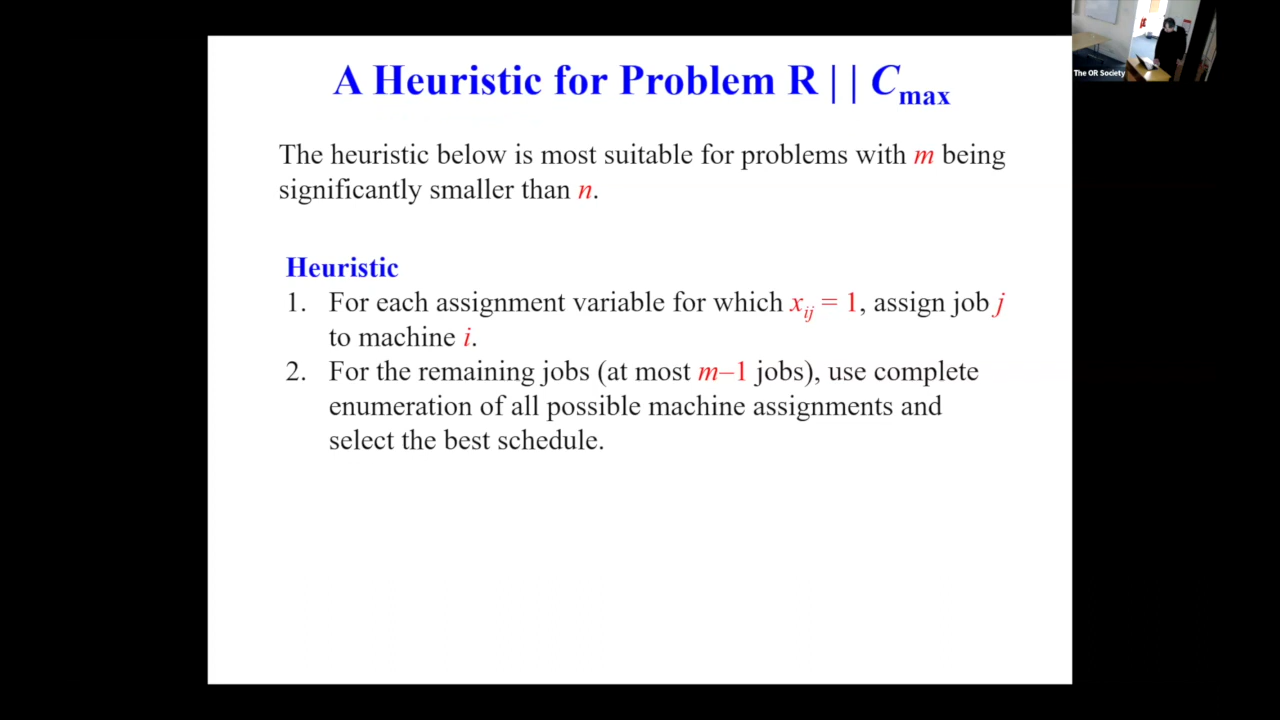 A Heuristic for Problem R | | Cmax
The OR Society
The heuristic below is most suitable for problems with m being
significantly smaller than n.
Heuristic
1. For each assignment variable for which xij = 1, assign job j
to machine i.
2. For the remaining jobs (at most m–1 jobs), use complete
enumeration of all possible machine assignments and
select the best schedule.